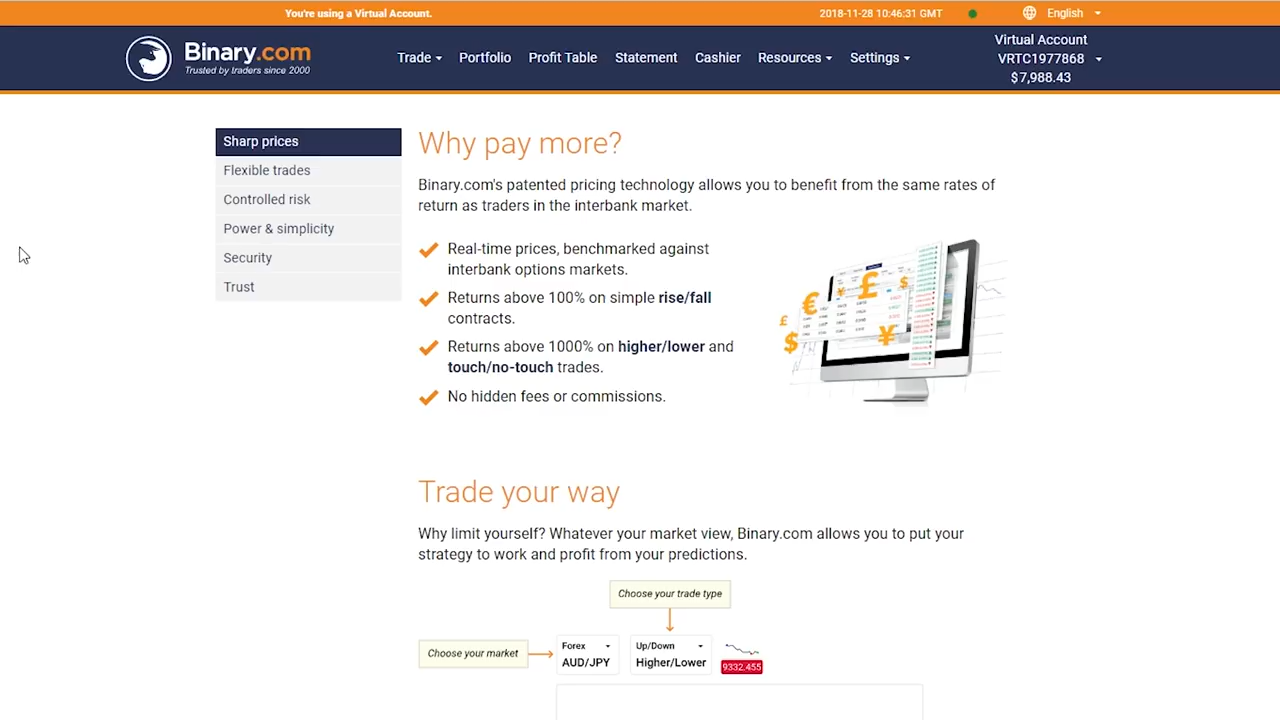 You're using a Virtual Account.
2018-11-28 10:46:31 GMT
English
Binary.com
Trusted by traders since 2000
Trade
Portfolio
Profit Table
Statement
Cashier
Resources
Settings
Virtual Account
VRTC1977868
$7,988.43
Sharp prices
Flexible trades
Controlled risk
Power & simplicity
Security
Trust
Why pay more?
Binary.com's patented pricing technology allows you to benefit from the same rates of
return as traders in the interbank market.
Real-time prices, benchmarked against
interbank options markets.
Returns above 100% on simple rise/fall
contracts.
Returns above 1000% on higher/lower and
touch/no-touch trades.
No hidden fees or commissions.
Trade your way
Why limit yourself? Whatever your market view, Binary.com allows you to put your
strategy to work and profit from your predictions.
Choose your trade type
Choose your market
Forex
AUD/JPY
Up/Down
Higher/Lower
9332.455